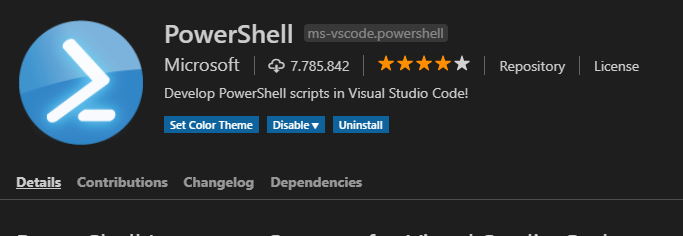 PowerShell ms-vscode.powershell
Microsoft 7.785.842 Repository License
Develop PowerShell scripts in Visual Studio Code!
Set Color Theme Disable Uninstall
Details Contributions Changelog Dependencies